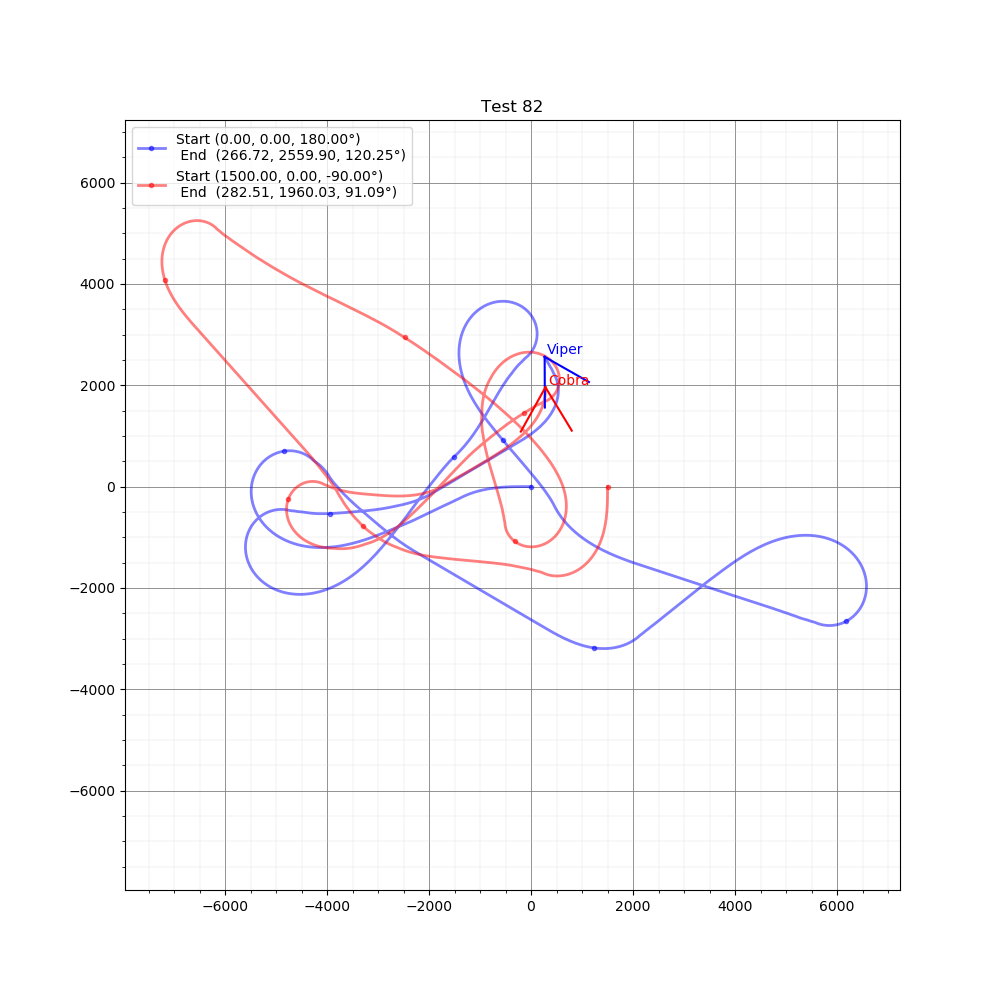 Test 82
Start (0.00, 0.00, 180.00°)
End (266.72, 2559.90, 120.25°)
Start (1500.00, 0.00, -90.00°)
End (282.51, 1960.03, 91.09°)
6000
4000
2000
0
−2000
−4000
−6000
Viper
Cobra
−6000 −4000 −2000 0 2000 4000 6000